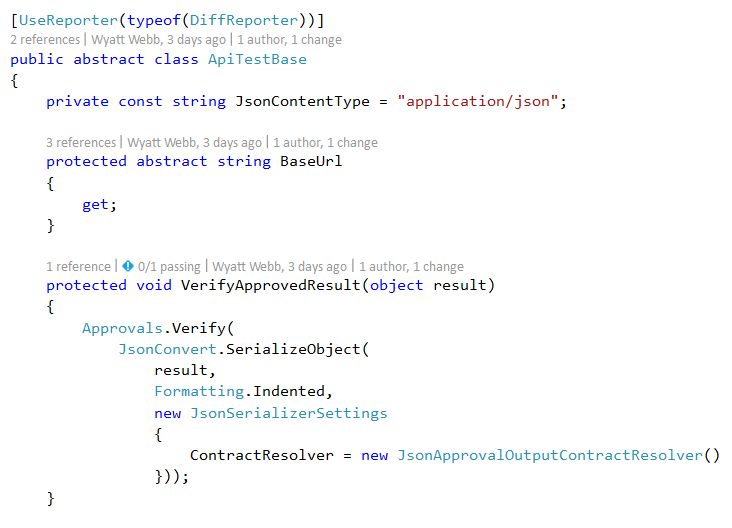 [UseReporter(typeof(DiffReporter))]
2 references | Wyatt Webb, 3 days ago | 1 author, 1 change
public abstract class ApiTestBase
{
    private const string JsonContentType = "application/json";

    3 references | Wyatt Webb, 3 days ago | 1 author, 1 change
    protected abstract string BaseUrl
    {
        get;
    }

    1 reference | 0/1 passing | Wyatt Webb, 3 days ago | 1 author, 1 change
    protected void VerifyApprovedResult(object result)
    {
        Approvals.Verify(
            JsonConvert.SerializeObject(
                result,
                Formatting.Indented,
                new JsonSerializerSettings
                {
                    ContractResolver = new JsonApprovalOutputContractResolver()
                }));
    }